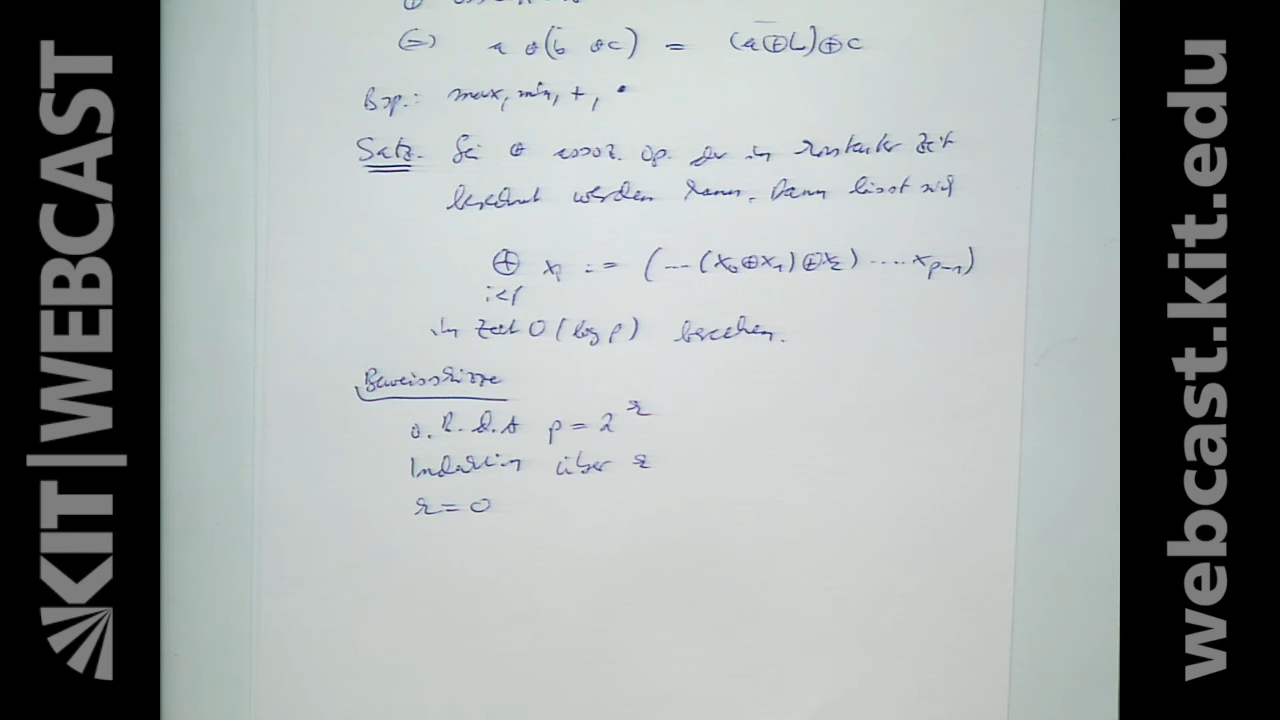 KIT | WEBCAST
⊕
⇔ a ⊕(b ⊕c) = (a⊕b)⊕c
Bsp.: max, min, +, ·
Satz. Sei ⊕ assoz. Op. der in konstanter Zeit
berechnet werden kann. Dann lässt sich
⊕ xᵢ := (--- (x₀⊕x₁)⊕x₂) ..... xₚ₋₁)
i<p
in Zeit O(log p) berechnen.
Beweisskizze
O.B.d.A p = 2ᵏ
Induktion über k
k = 0
webcast.kit.edu